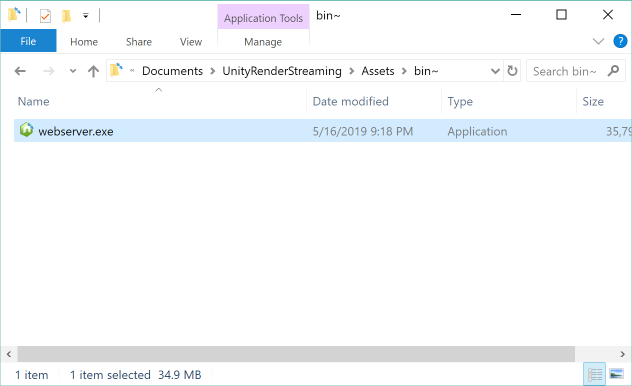 Application Tools bin~
File Home Share View Manage
« Documents > UnityRenderStreaming > Assets > bin~ Search bin~
Name Date modified Type Size
webserver.exe 5/16/2019 9:18 PM Application 35,79
1 item 1 item selected 34.9 MB